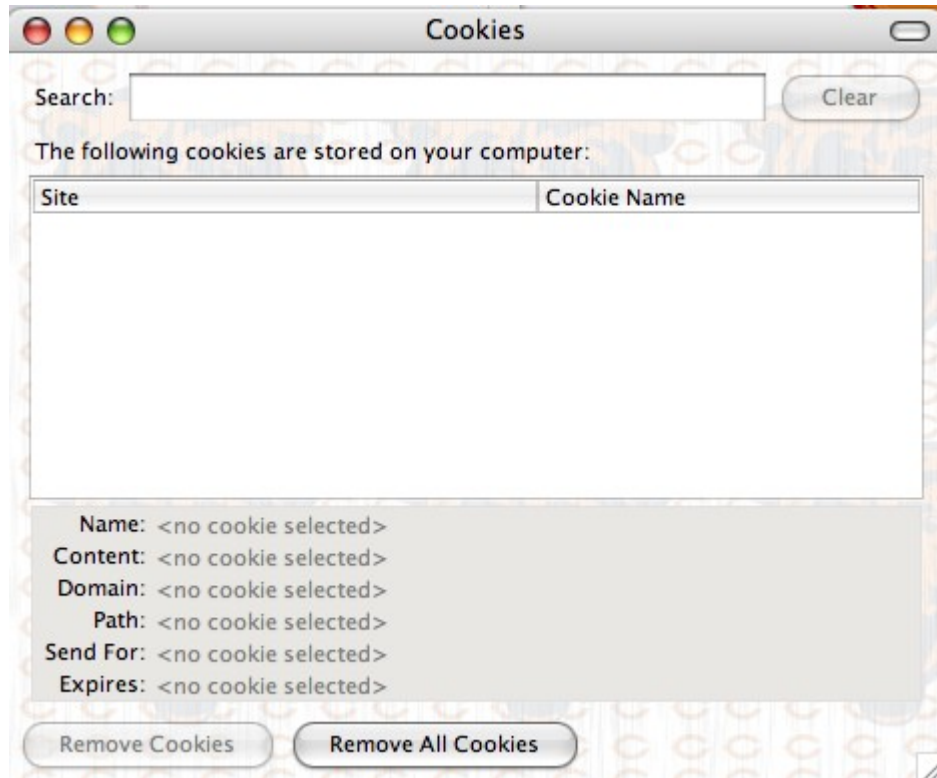 Cookies
Search: Clear
The following cookies are stored on your computer:
Site Cookie Name
Name: <no cookie selected>
Content: <no cookie selected>
Domain: <no cookie selected>
Path: <no cookie selected>
Send For: <no cookie selected>
Expires: <no cookie selected>
Remove Cookies Remove All Cookies